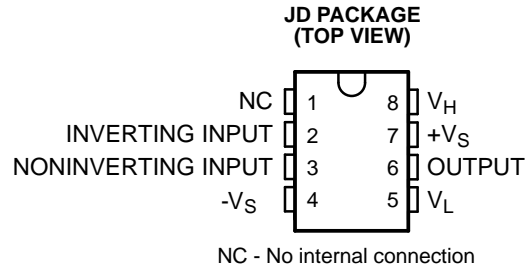 JD PACKAGE
(TOP VIEW)
NC 1 8 VH
INVERTING INPUT 2 7 +VS
NONINVERTING INPUT 3 6 OUTPUT
-VS 4 5 VL
NC - No internal connection